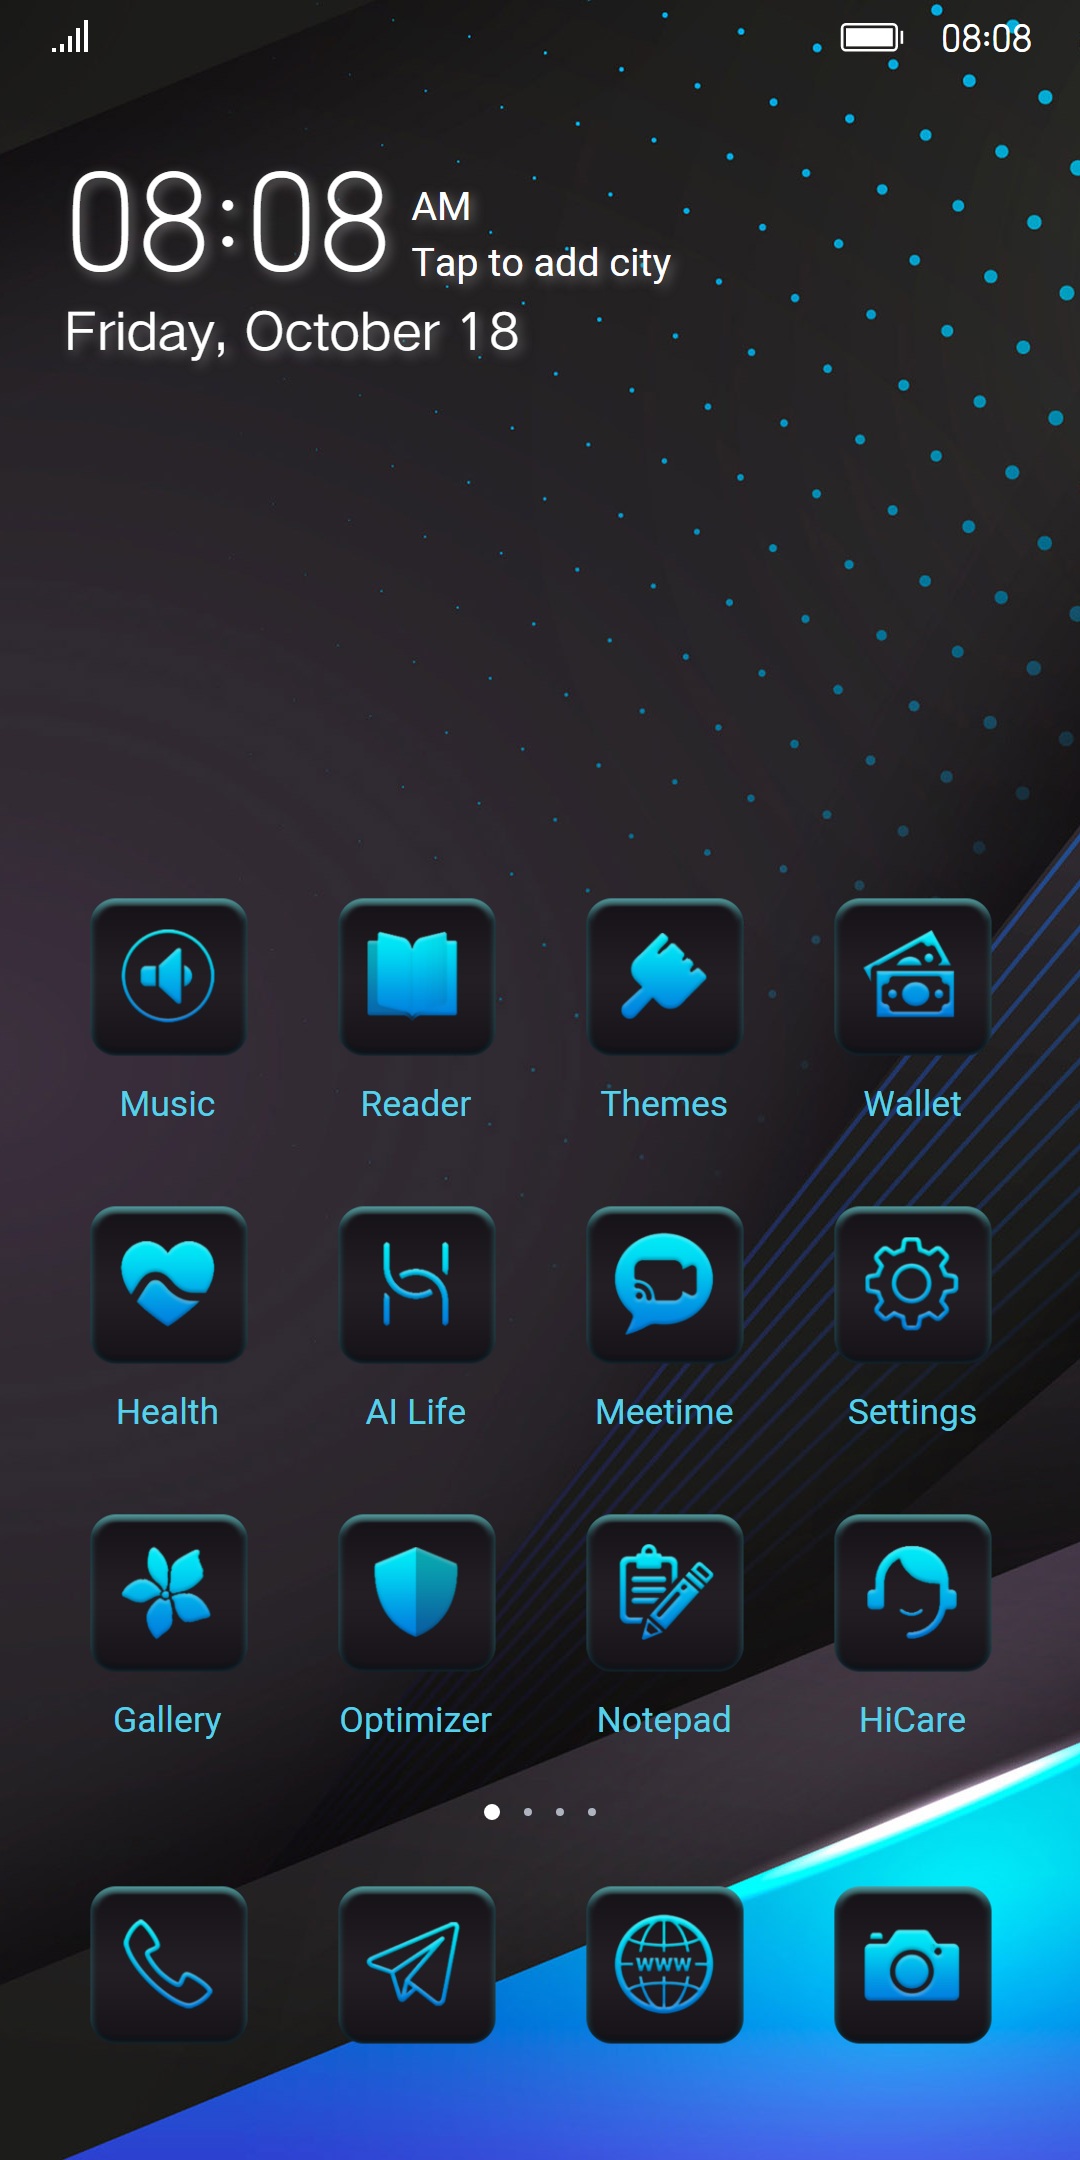 08:08
08:08 AM
Tap to add city
Friday, October 18
Music Reader Themes Wallet
Health AI Life Meetime Settings
Gallery Optimizer Notepad HiCare
WWW